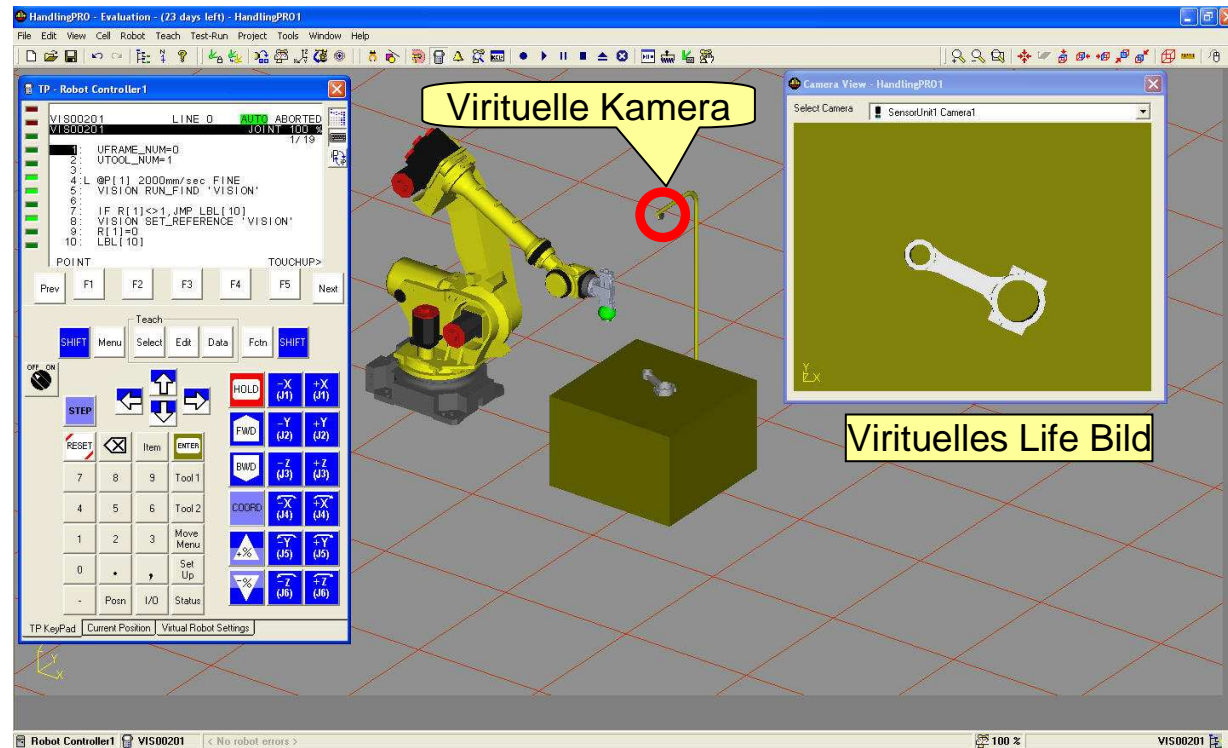 HandlingPRO - Evaluation - (23 days left) - HandlingPRO1
File Edit View Cell Robot Teach Test-Run Project Tools Window Help
TP - Robot Controller1
VIS00201 LINE 0 AUTO ABORTED
VIS00201 JOINT 100 %
1/19
1: UFRAME_NUM=0
2: UTOOL_NUM=1
3:
4:L @P[1] 2000mm/sec FINE
5: VISION RUN_FIND 'VISION'
6:
7: IF R[1]<>1,JMP LBL[10]
8: VISION SET_REFERENCE 'VISION'
9: R[1]=0
10: LBL[10]
POINT TOUCHUP>
Prev F1 F2 F3 F4 F5 Next
Teach
SHIFT Menu Select Edit Data Fctn SHIFT
OFF ON
STEP
HOLD -X (J1) +X (J1)
FWD -Y (J2) +Y (J2)
RESET Item ENTER
BWD -Z (J3) +Z (J3)
7 8 9 Tool 1
COORD -X (J4) +X (J4)
4 5 6 Tool 2
+% -Y (J5) +Y (J5)
1 2 3 Move Menu
-% -Z (J6) +Z (J6)
0 . , Set Up
- Posn I/O Status
TP KeyPad Current Position Virtual Robot Settings
Virituelle Kamera
Camera View - HandlingPRO1
Select Camera SensorUnit1 Camera1
Y
Z X
Virituelles Life Bild
Z Y
X
Robot Controller1 VIS00201 < No robot errors > 100 % VIS00201